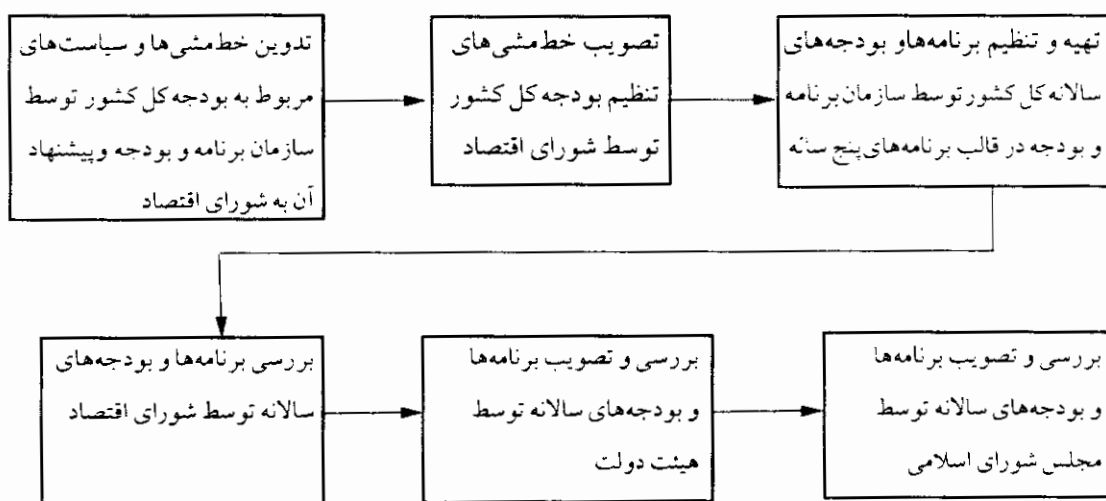 تدوین خط‌مشی‌ها و سیاست‌های
مربوط به بودجه کل کشور توسط
سازمان برنامه و بودجه و پیشنهاد
آن به شورای اقتصاد
تصویب خط‌مشی‌های
تنظیم بودجه کل کشور
توسط شورای اقتصاد
تهیه و تنظیم برنامه‌ها و بودجه‌های
سالانه کل کشور توسط سازمان برنامه
و بودجه در قالب برنامه‌های پنج ساله
بررسی برنامه‌ها و بودجه‌های
سالانه توسط شورای اقتصاد
بررسی و تصویب برنامه‌ها
و بودجه‌های سالانه توسط
هیئت دولت
بررسی و تصویب برنامه‌ها
و بودجه‌های سالانه توسط
مجلس شورای اسلامی